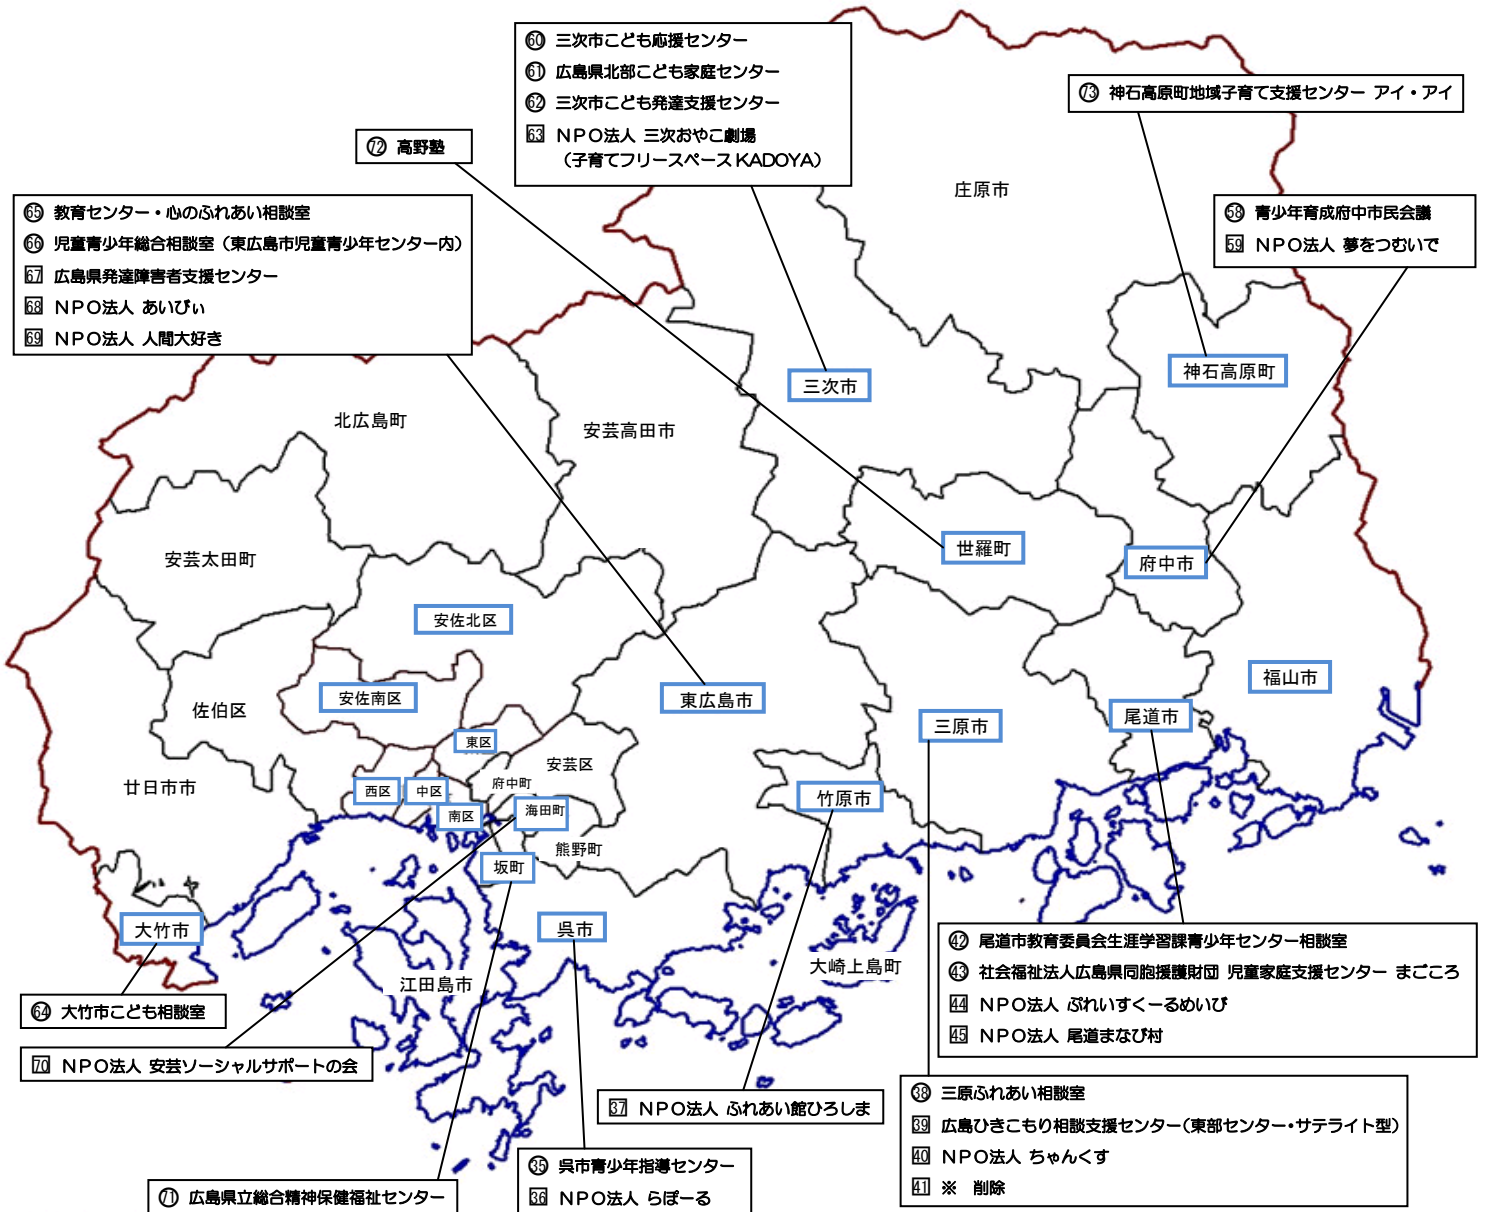 ⑥⓪ 三次市こども応援センター
㊿+11 広島県北部こども家庭センター
62 三次市こども発達支援センター
63 NPO法人 三次おやこ劇場
（子育てフリースペースKADOYA）
73 神石高原町地域子育て支援センター アイ・アイ
72 高野塾
庄原市
65 教育センター・心のふれあい相談室
66 児童青少年総合相談室（東広島市児童青少年センター内）
67 広島県発達障害者支援センター
68 NPO法人 あいびぃ
69 NPO法人 人間大好き
58 青少年育成府中市民会議
59 NPO法人 夢をつむいで
三次市
神石高原町
北広島町
安芸高田市
安芸太田町
世羅町
府中市
安佐北区
福山市
安佐南区
東広島市
佐伯区
尾道市
三原市
東区
安芸区
府中町
廿日市市
西区
中区
竹原市
海田町
南区
熊野町
坂町
大竹市
呉市
大崎上島町
江田島市
42 尾道市教育委員会生涯学習課青少年センター相談室
43 社会福祉法人広島県同胞援護財団 児童家庭支援センター まごころ
44 NPO法人 ぶれいすくーるめいび
45 NPO法人 尾道まなび村
64 大竹市こども相談室
70 NPO法人 安芸ソーシャルサポートの会
37 NPO法人 ふれあい館ひろしま
38 三原ふれあい相談室
39 広島ひきこもり相談支援センター（東部センター・サテライト型）
40 NPO法人 ちゃんくす
41 ※ 削除
35 呉市青少年指導センター
36 NPO法人 らぽーる
71 広島県立総合精神保健福祉センター